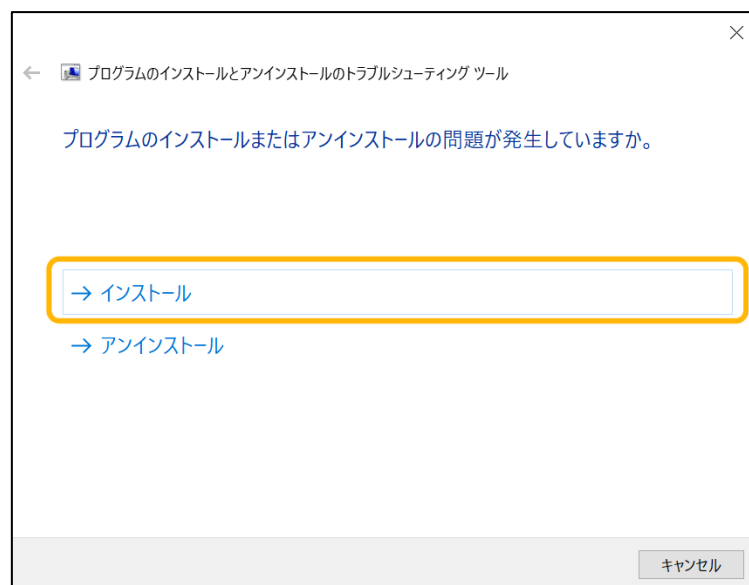 プログラムのインストールとアンインストールのトラブルシューティング ツール
プログラムのインストールまたはアンインストールの問題が発生していますか。
→ インストール
→ アンインストール
キャンセル